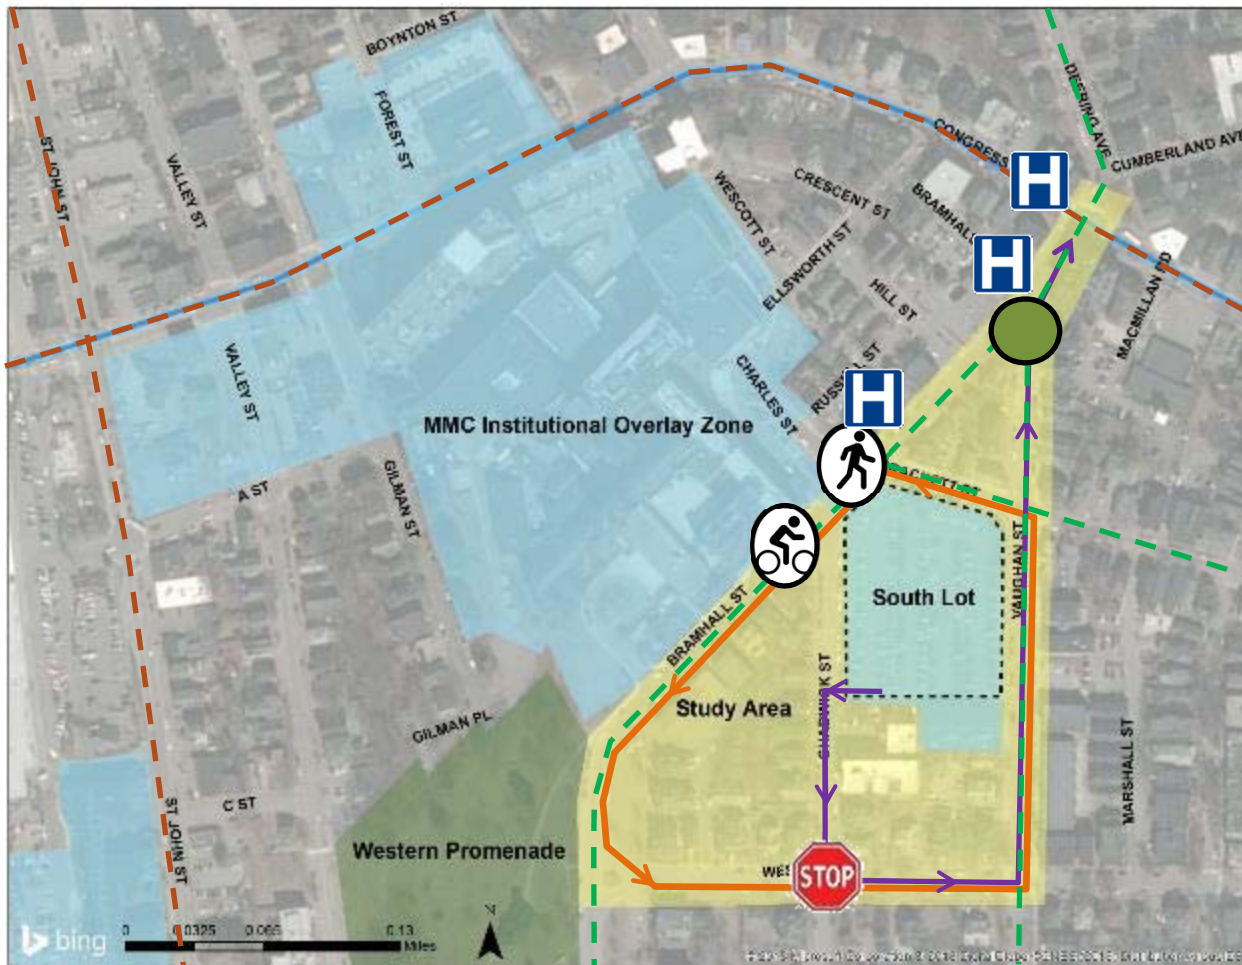 BOYNTON ST
FOREST ST
DEERING AVE
CONGRESS
CUMBERLAND AVE
ST JOHN ST
VALLEY ST
WESCOTT ST
CRESCENT ST
BRAMHALL
H
H
ELLSWORTH ST
HILL ST
MACMILLAN RD
VALLEY ST
CHARLES ST
H
MMC Institutional Overlay Zone
GILMAN ST
A ST
VAUGHAN ST
South Lot
BRAMHALL ST
Study Area
GILMAN PL
MARSHALL ST
C ST
ST JOHN ST
Western Promenade
STOP
N
bing
0 0.0325 0.065 0.13
Miles